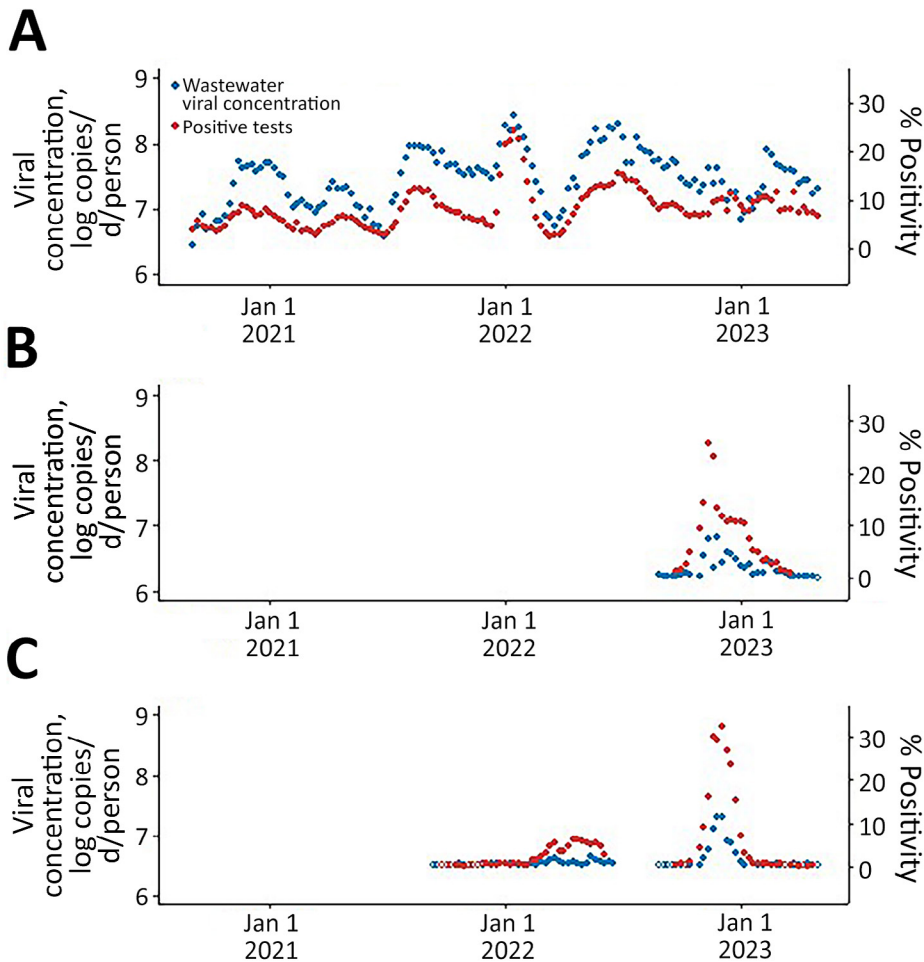 A
Viral
concentration,
log copies/
d/person
9
8
7
6
Wastewater
viral concentration
Positive tests
30
20
10
0
% Positivity
Jan 1
2021
Jan 1
2022
Jan 1
2023
B
Viral
concentration,
log copies/
d/person
9
8
7
6
30
20
10
0
% Positivity
Jan 1
2021
Jan 1
2022
Jan 1
2023
C
Viral
concentration,
log copies/
d/person
9
8
7
6
30
20
10
0
% Positivity
Jan 1
2021
Jan 1
2022
Jan 1
2023